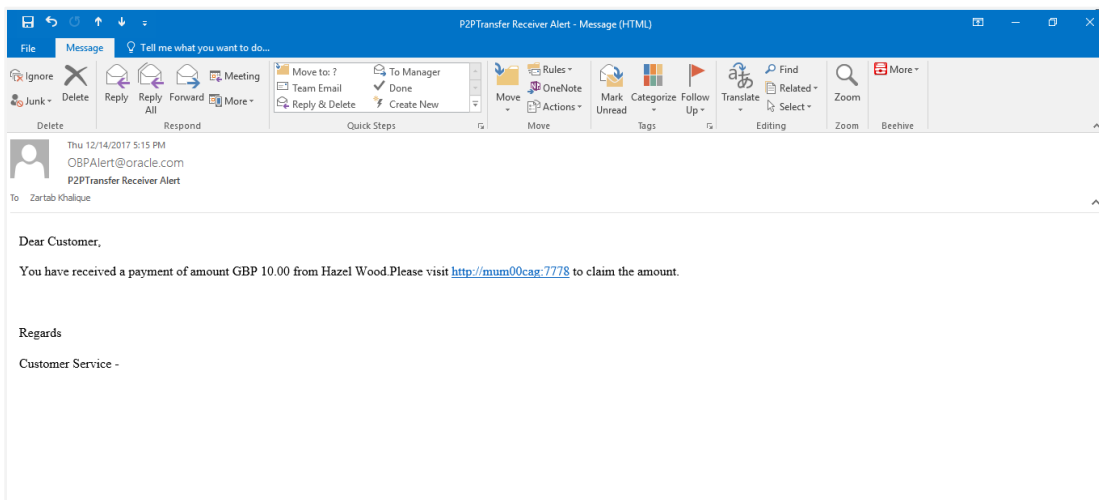 P2PTransfer Receiver Alert - Message (HTML)
File Message Tell me what you want to do...
Ignore
Junk
Delete
Reply
Reply All
Forward
Meeting
More
Move to: ?
Team Email
Reply & Delete
To Manager
Done
Create New
Move
Rules
OneNote
Actions
Mark Unread
Categorize
Follow Up
Translate
Find
Related
Select
Zoom
More
Delete Respond Quick Steps Move Tags Editing Zoom Beehive
Thu 12/14/2017 5:15 PM
OBPAlert@oracle.com
P2PTransfer Receiver Alert
To Zartab Khalique
Dear Customer,
You have received a payment of amount GBP 10.00 from Hazel Wood.Please visit http://mum00cag:7778 to claim the amount.
Regards
Customer Service -